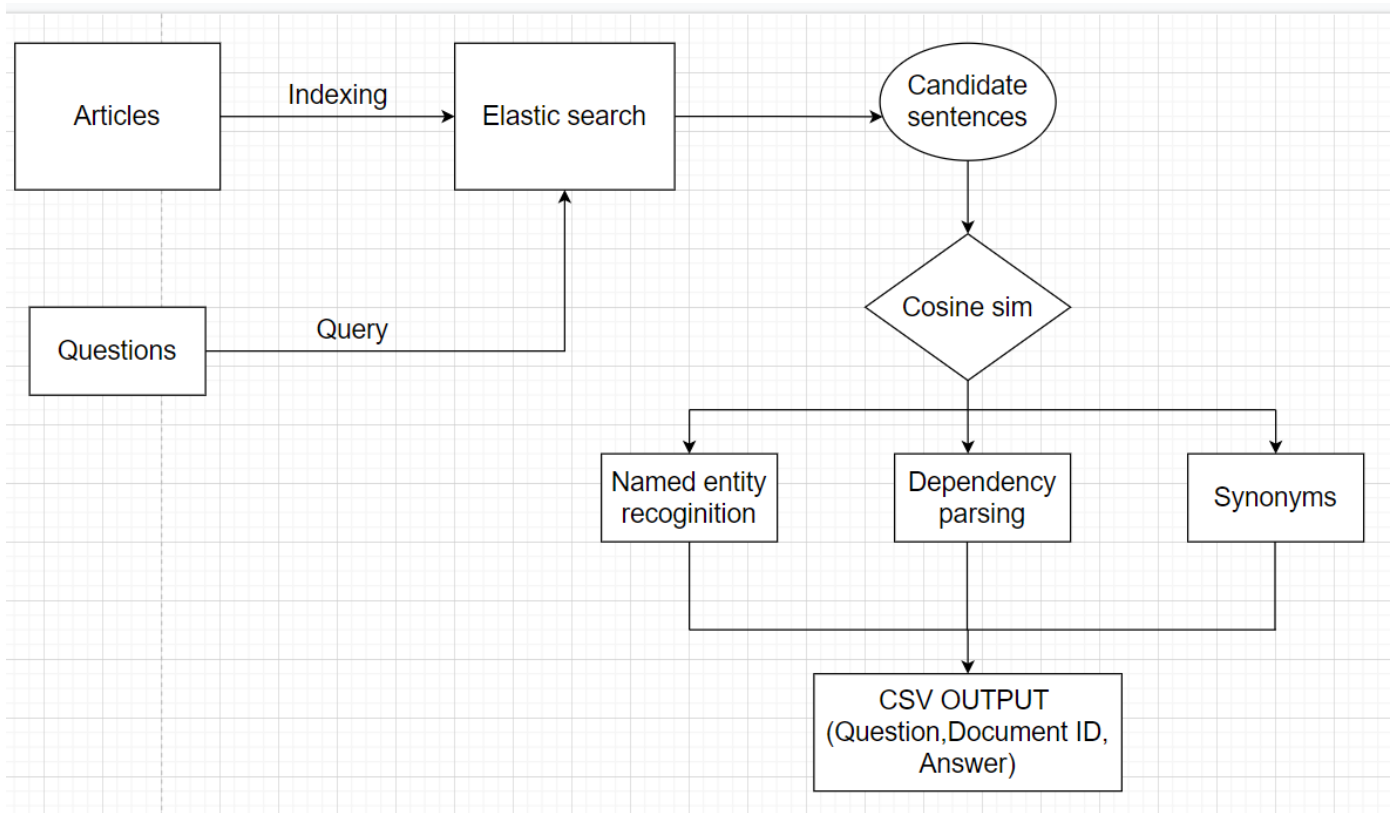 Articles
Indexing
Elastic search
Candidate
sentences
Questions
Query
Cosine sim
Named entity
recoginition
Dependency
parsing
Synonyms
CSV OUTPUT
(Question,Document ID,
Answer)